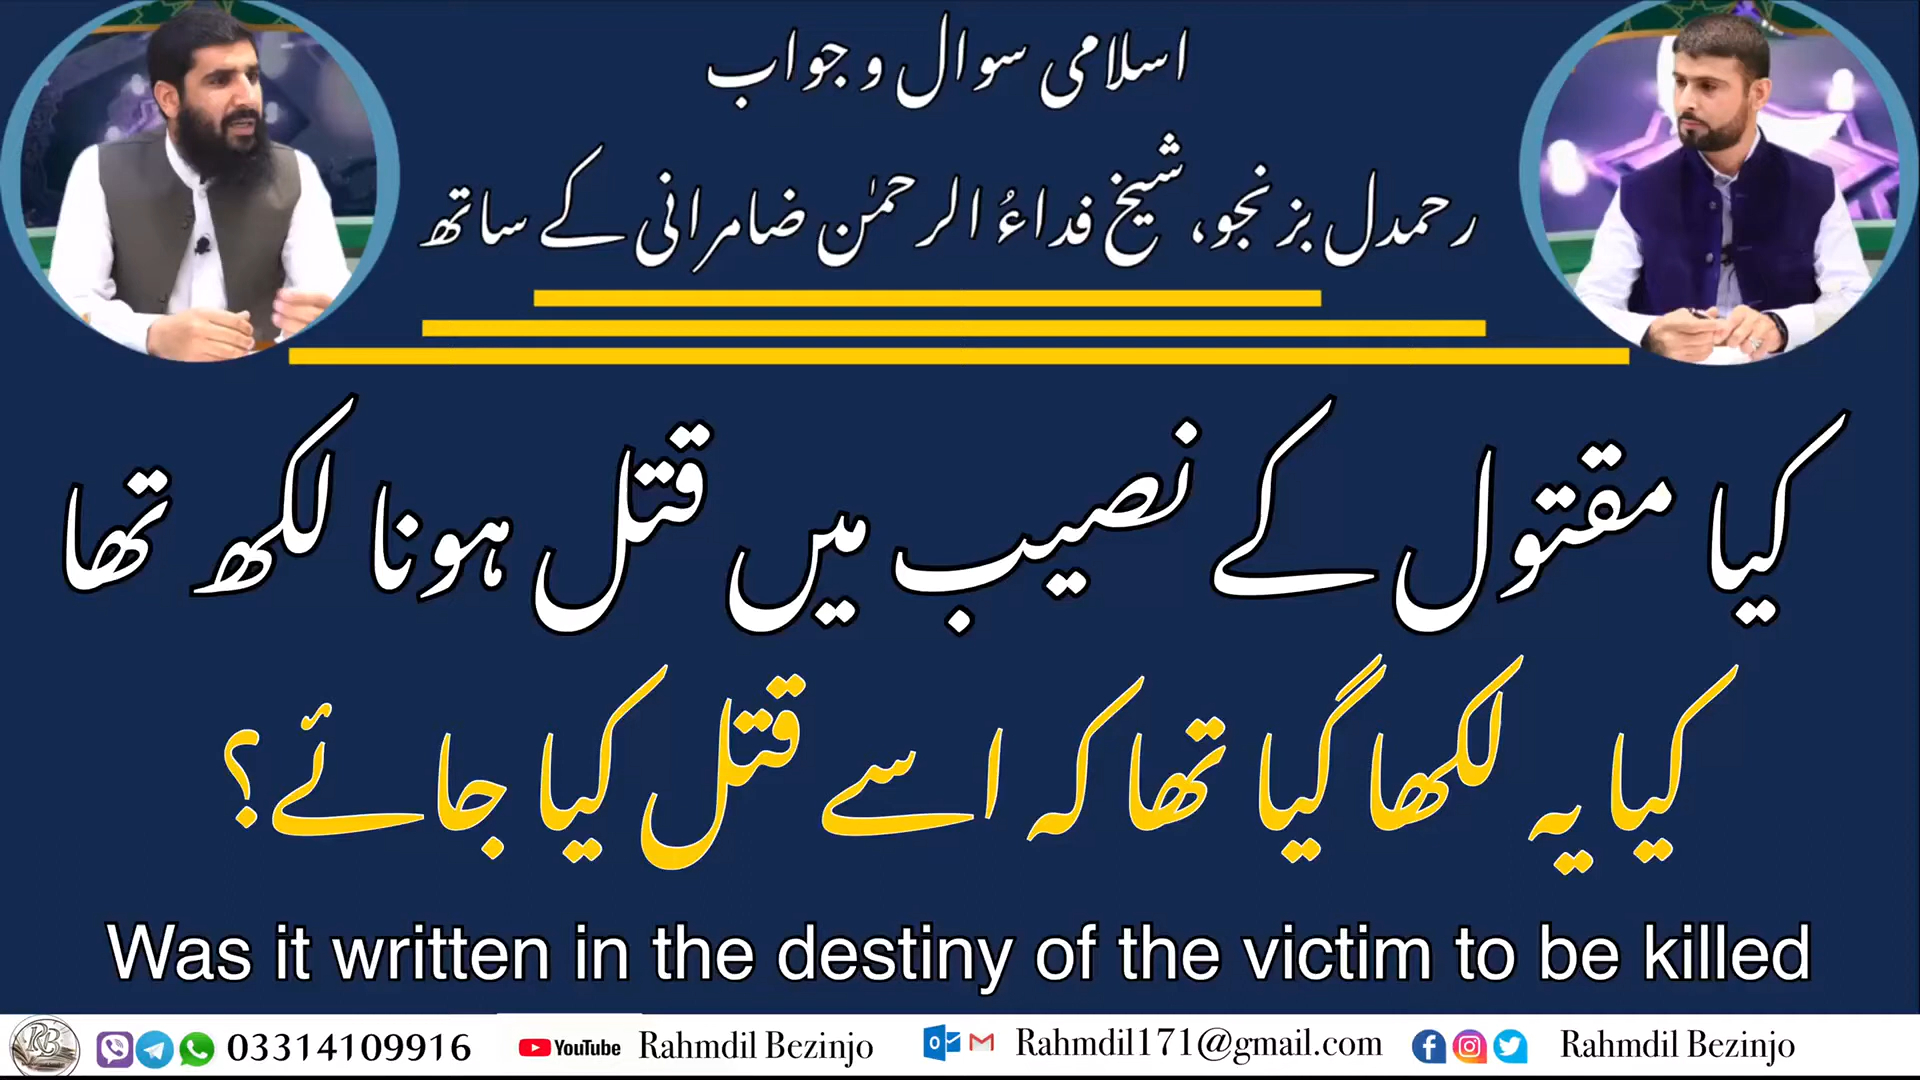 اسلامی سوال و جواب
رحمدل بزنجو، شیخ فداءُ الرحمٰن ضامرانی کے ساتھ
کیا مقتول کے نصیب میں قتل ہونا لکھ تھا
کیا یہ لکھا گیا تھا کہ اسے قتل کیا جائے؟
Was it written in the destiny of the victim to be killed
RB 03314109916 YouTube Rahmdil Bezinjo Rahmdil171@gmail.com Rahmdil Bezinjo